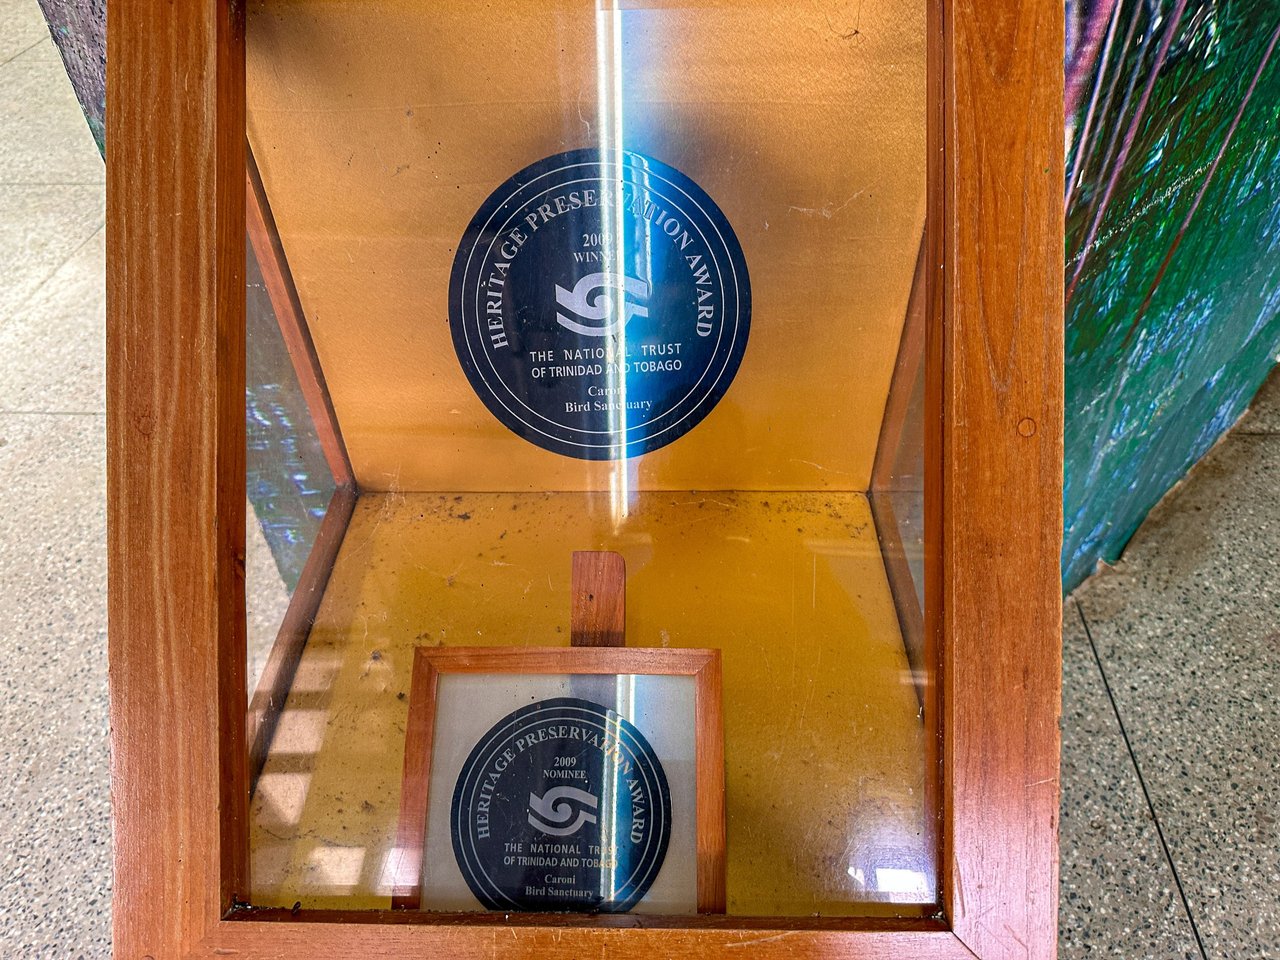 HERITAGE PRESERVATION AWARD
2009
WINNER
THE NATIONAL TRUST
OF TRINIDAD AND TOBAGO
Caroni
Bird Sanctuary
HERITAGE PRESERVATION AWARD
2009
NOMINEE
THE NATIONAL TRUST
OF TRINIDAD AND TOBAGO
Caroni
Bird Sanctuary